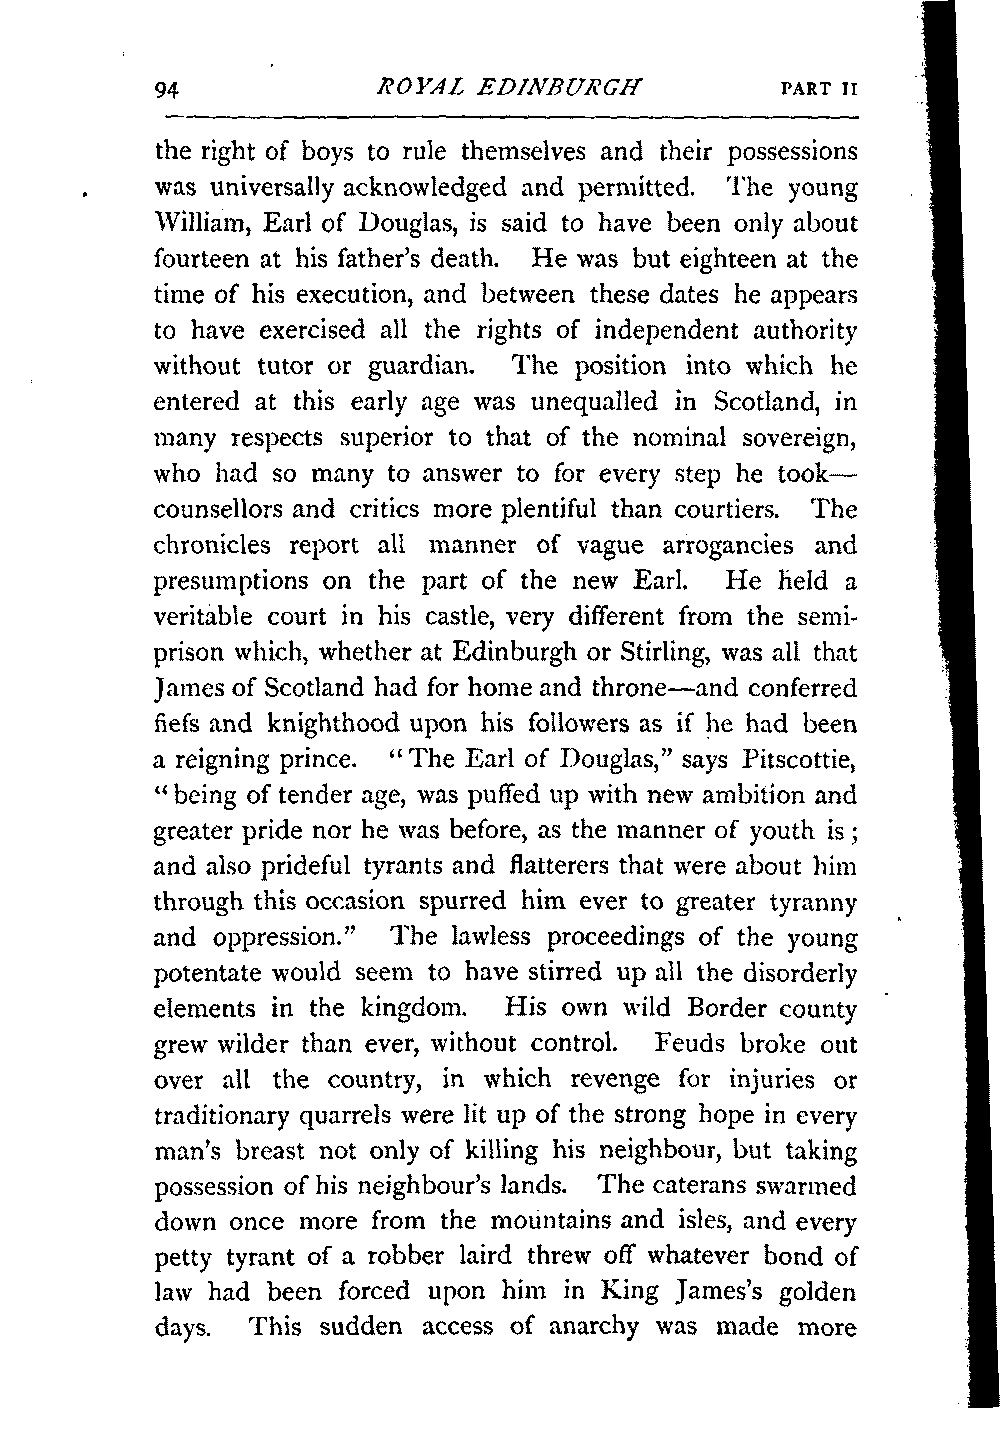 94 ROYAL EDINBURGH PART II
the right of boys to rule themselves and their possessions
was universally acknowledged and permitted. The young
William, Earl of Douglas, is said to have been only about
fourteen at his father's death. He was but eighteen at the
time of his execution, and between these dates he appears
to have exercised all the rights of independent authority
without tutor or guardian. The position into which he
entered at this early age was unequalled in Scotland, in
many respects superior to that of the nominal sovereign,
who had so many to answer to for every step he took—
counsellors and critics more plentiful than courtiers. The
chronicles report all manner of vague arrogancies and
presumptions on the part of the new Earl. He held a
veritable court in his castle, very different from the semi-
prison which, whether at Edinburgh or Stirling, was all that
James of Scotland had for home and throne—and conferred
fiefs and knighthood upon his followers as if he had been
a reigning prince. "The Earl of Douglas," says Pitscottie,
"being of tender age, was puffed up with new ambition and
greater pride nor he was before, as the manner of youth is;
and also prideful tyrants and flatterers that were about him
through this occasion spurred him ever to greater tyranny
and oppression." The lawless proceedings of the young
potentate would seem to have stirred up all the disorderly
elements in the kingdom. His own wild Border county
grew wilder than ever, without control. Feuds broke out
over all the country, in which revenge for injuries or
traditionary quarrels were lit up of the strong hope in every
man's breast not only of killing his neighbour, but taking
possession of his neighbour's lands. The caterans swarmed
down once more from the mountains and isles, and every
petty tyrant of a robber laird threw off whatever bond of
law had been forced upon him in King James's golden
days. This sudden access of anarchy was made more